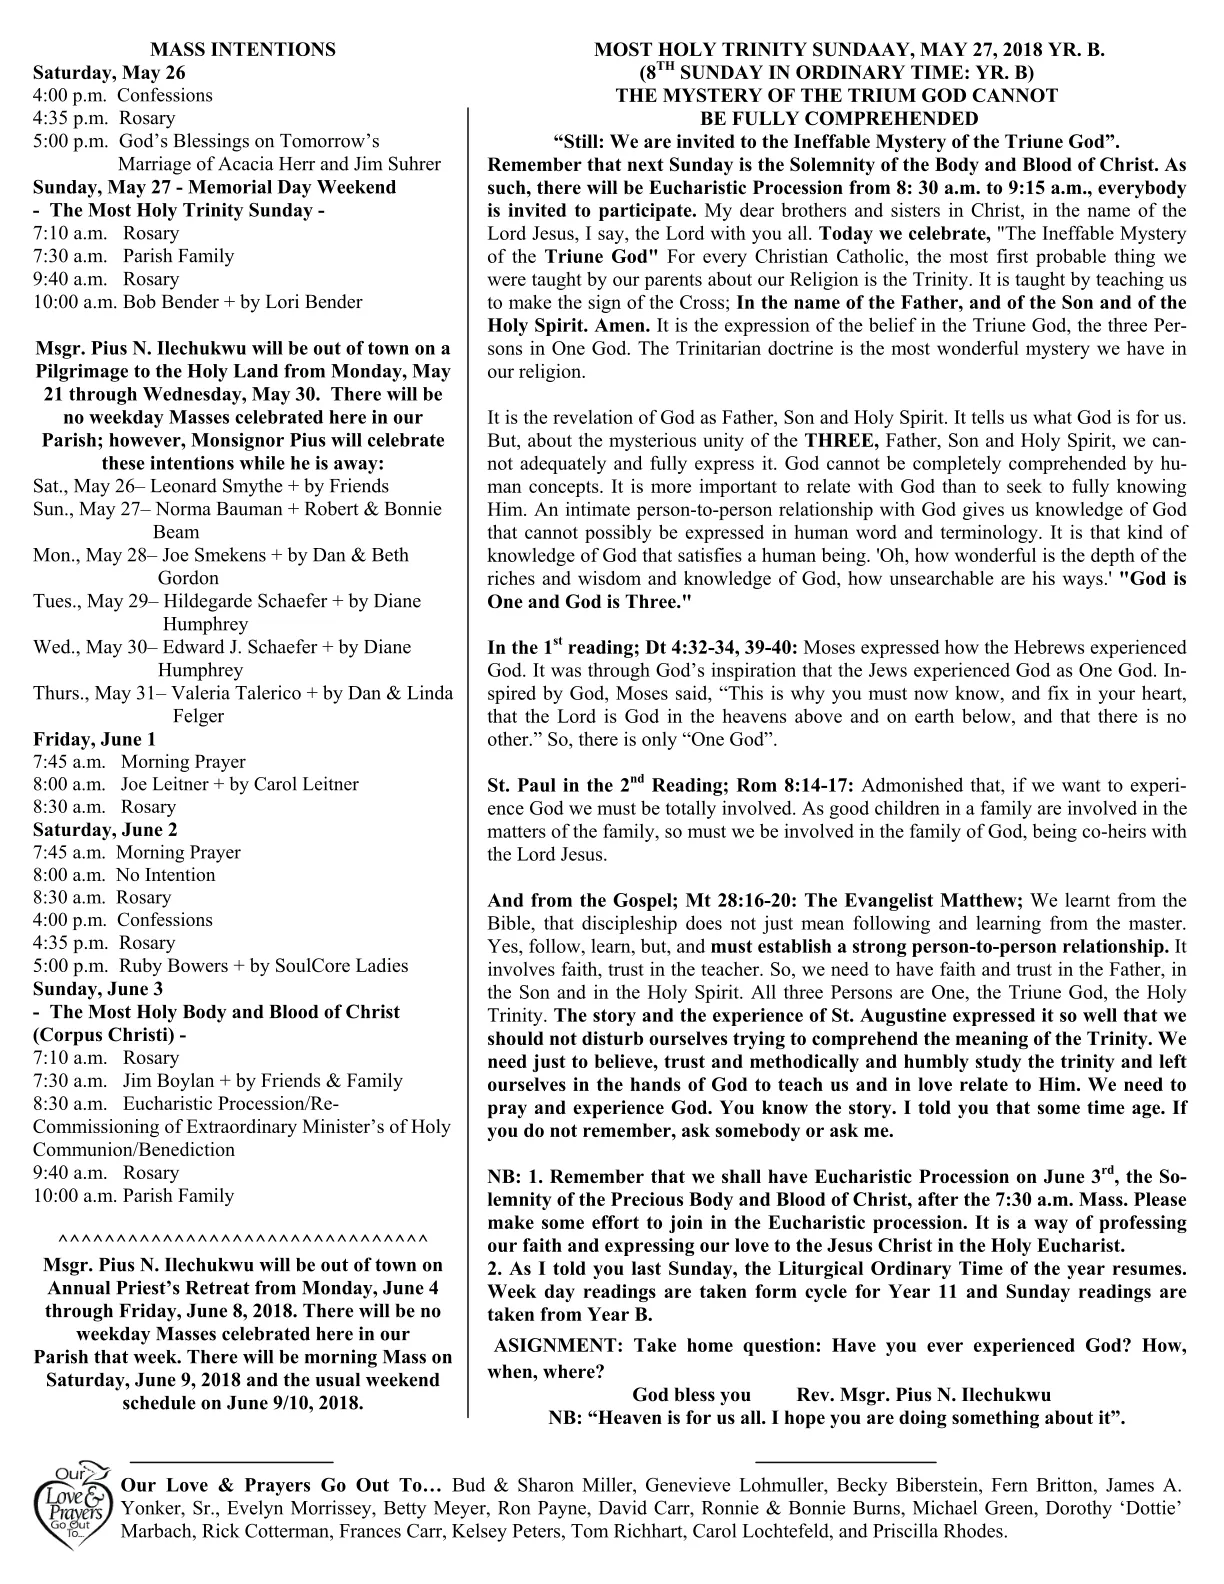 MASS INTENTIONS
Saturday, May 26
4:00 p.m. Confessions
4:35 p.m. Rosary
5:00 p.m. God's Blessings on Tomorrow's
Marriage of Acacia Herr and Jim Suhrer
Sunday, May 27 - Memorial Day Weekend
- The Most Holy Trinity Sunday -
7:10 a.m. Rosary
7:30 a.m. Parish Family
9:40 a.m. Rosary
10:00 a.m. Bob Bender + by Lori Bender
Msgr. Pius N. Ilechukwu will be out of town on a
Pilgrimage to the Holy Land from Monday, May
21 through Wednesday, May 30. There will be
no weekday Masses celebrated here in our
Parish; however, Monsignor Pius will celebrate
these intentions while he is away:
Sat., May 26– Leonard Smythe + by Friends
Sun., May 27– Norma Bauman + Robert & Bonnie
Beam
Mon., May 28– Joe Smekens + by Dan & Beth
Gordon
Tues., May 29– Hildegarde Schaefer + by Diane
Humphrey
Wed., May 30– Edward J. Schaefer + by Diane
Humphrey
Thurs., May 31– Valeria Talerico + by Dan & Linda
Felger
Friday, June 1
7:45 a.m. Morning Prayer
8:00 a.m. Joe Leitner + by Carol Leitner
8:30 a.m. Rosary
Saturday, June 2
7:45 a.m. Morning Prayer
8:00 a.m. No Intention
8:30 a.m. Rosary
4:00 p.m. Confessions
4:35 p.m. Rosary
5:00 p.m. Ruby Bowers + by SoulCore Ladies
Sunday, June 3
- The Most Holy Body and Blood of Christ
(Corpus Christi) -
7:10 a.m. Rosary
7:30 a.m. Jim Boylan + by Friends & Family
8:30 a.m. Eucharistic Procession/Re-
Commissioning of Extraordinary Minister's of Holy
Communion/Benediction
9:40 a.m. Rosary
10:00 a.m. Parish Family
^^^^^^^^^^^^^^^^^^^^^^^^^^^^^^^^
Msgr. Pius N. Ilechukwu will be out of town on
Annual Priest's Retreat from Monday, June 4
through Friday, June 8, 2018. There will be no
weekday Masses celebrated here in our
Parish that week. There will be morning Mass on
Saturday, June 9, 2018 and the usual weekend
schedule on June 9/10, 2018.
MOST HOLY TRINITY SUNDAAY, MAY 27, 2018 YR. B.
(8TH SUNDAY IN ORDINARY TIME: YR. B)
THE MYSTERY OF THE TRIUM GOD CANNOT
BE FULLY COMPREHENDED
“Still: We are invited to the Ineffable Mystery of the Triune God”.
Remember that next Sunday is the Solemnity of the Body and Blood of Christ. As
such, there will be Eucharistic Procession from 8: 30 a.m. to 9:15 a.m., everybody
is invited to participate. My dear brothers and sisters in Christ, in the name of the
Lord Jesus, I say, the Lord with you all. Today we celebrate, "The Ineffable Mystery
of the Triune God" For every Christian Catholic, the most first probable thing we
were taught by our parents about our Religion is the Trinity. It is taught by teaching us
to make the sign of the Cross; In the name of the Father, and of the Son and of the
Holy Spirit. Amen. It is the expression of the belief in the Triune God, the three Per-
sons in One God. The Trinitarian doctrine is the most wonderful mystery we have in
our religion.
It is the revelation of God as Father, Son and Holy Spirit. It tells us what God is for us.
But, about the mysterious unity of the THREE, Father, Son and Holy Spirit, we can-
not adequately and fully express it. God cannot be completely comprehended by hu-
man concepts. It is more important to relate with God than to seek to fully knowing
Him. An intimate person-to-person relationship with God gives us knowledge of God
that cannot possibly be expressed in human word and terminology. It is that kind of
knowledge of God that satisfies a human being. 'Oh, how wonderful is the depth of the
riches and wisdom and knowledge of God, how unsearchable are his ways.' "God is
One and God is Three."
In the 1st reading; Dt 4:32-34, 39-40: Moses expressed how the Hebrews experienced
God. It was through God's inspiration that the Jews experienced God as One God. In-
spired by God, Moses said, “This is why you must now know, and fix in your heart,
that the Lord is God in the heavens above and on earth below, and that there is no
other.” So, there is only “One God”.
St. Paul in the 2nd Reading; Rom 8:14-17: Admonished that, if we want to experi-
ence God we must be totally involved. As good children in a family are involved in the
matters of the family, so must we be involved in the family of God, being co-heirs with
the Lord Jesus.
And from the Gospel; Mt 28:16-20: The Evangelist Matthew; We learnt from the
Bible, that discipleship does not just mean following and learning from the master.
Yes, follow, learn, but, and must establish a strong person-to-person relationship. It
involves faith, trust in the teacher. So, we need to have faith and trust in the Father, in
the Son and in the Holy Spirit. All three Persons are One, the Triune God, the Holy
Trinity. The story and the experience of St. Augustine expressed it so well that we
should not disturb ourselves trying to comprehend the meaning of the Trinity. We
need just to believe, trust and methodically and humbly study the trinity and left
ourselves in the hands of God to teach us and in love relate to Him. We need to
pray and experience God. You know the story. I told you that some time age. If
you do not remember, ask somebody or ask me.
NB: 1. Remember that we shall have Eucharistic Procession on June 3rd, the So-
lemnity of the Precious Body and Blood of Christ, after the 7:30 a.m. Mass. Please
make some effort to join in the Eucharistic procession. It is a way of professing
our faith and expressing our love to the Jesus Christ in the Holy Eucharist.
2. As I told you last Sunday, the Liturgical Ordinary Time of the year resumes.
Week day readings are taken form cycle for Year 11 and Sunday readings are
taken from Year B.
ASIGNMENT: Take home question: Have you ever experienced God? How,
when, where?
God bless you Rev. Msgr. Pius N. Ilechukwu
NB: “Heaven is for us all. I hope you are doing something about it”.
Our
Love &
Prayers
Go Out
To...
Our Love & Prayers Go Out To… Bud & Sharon Miller, Genevieve Lohmuller, Becky Biberstein, Fern Britton, James A.
Yonker, Sr., Evelyn Morrissey, Betty Meyer, Ron Payne, David Carr, Ronnie & Bonnie Burns, Michael Green, Dorothy ‘Dottie’
Marbach, Rick Cotterman, Frances Carr, Kelsey Peters, Tom Richhart, Carol Lochtefeld, and Priscilla Rhodes.